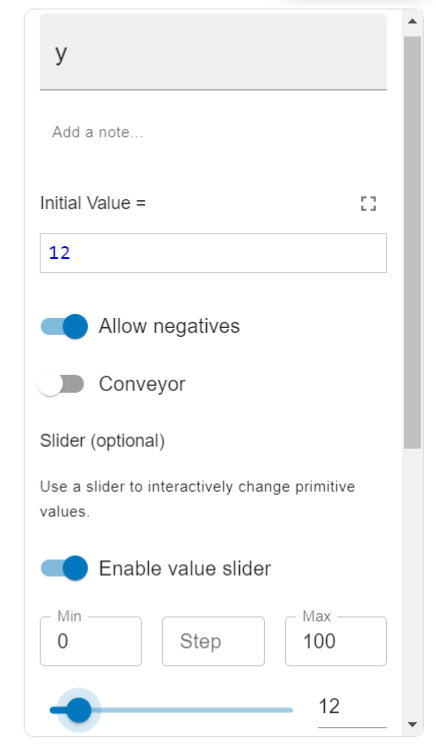 y
Add a note...
Initial Value =
12
Allow negatives
Conveyor
Slider (optional)
Use a slider to interactively change primitive
values.
Enable value slider
Min
0
Step
Max
100
12